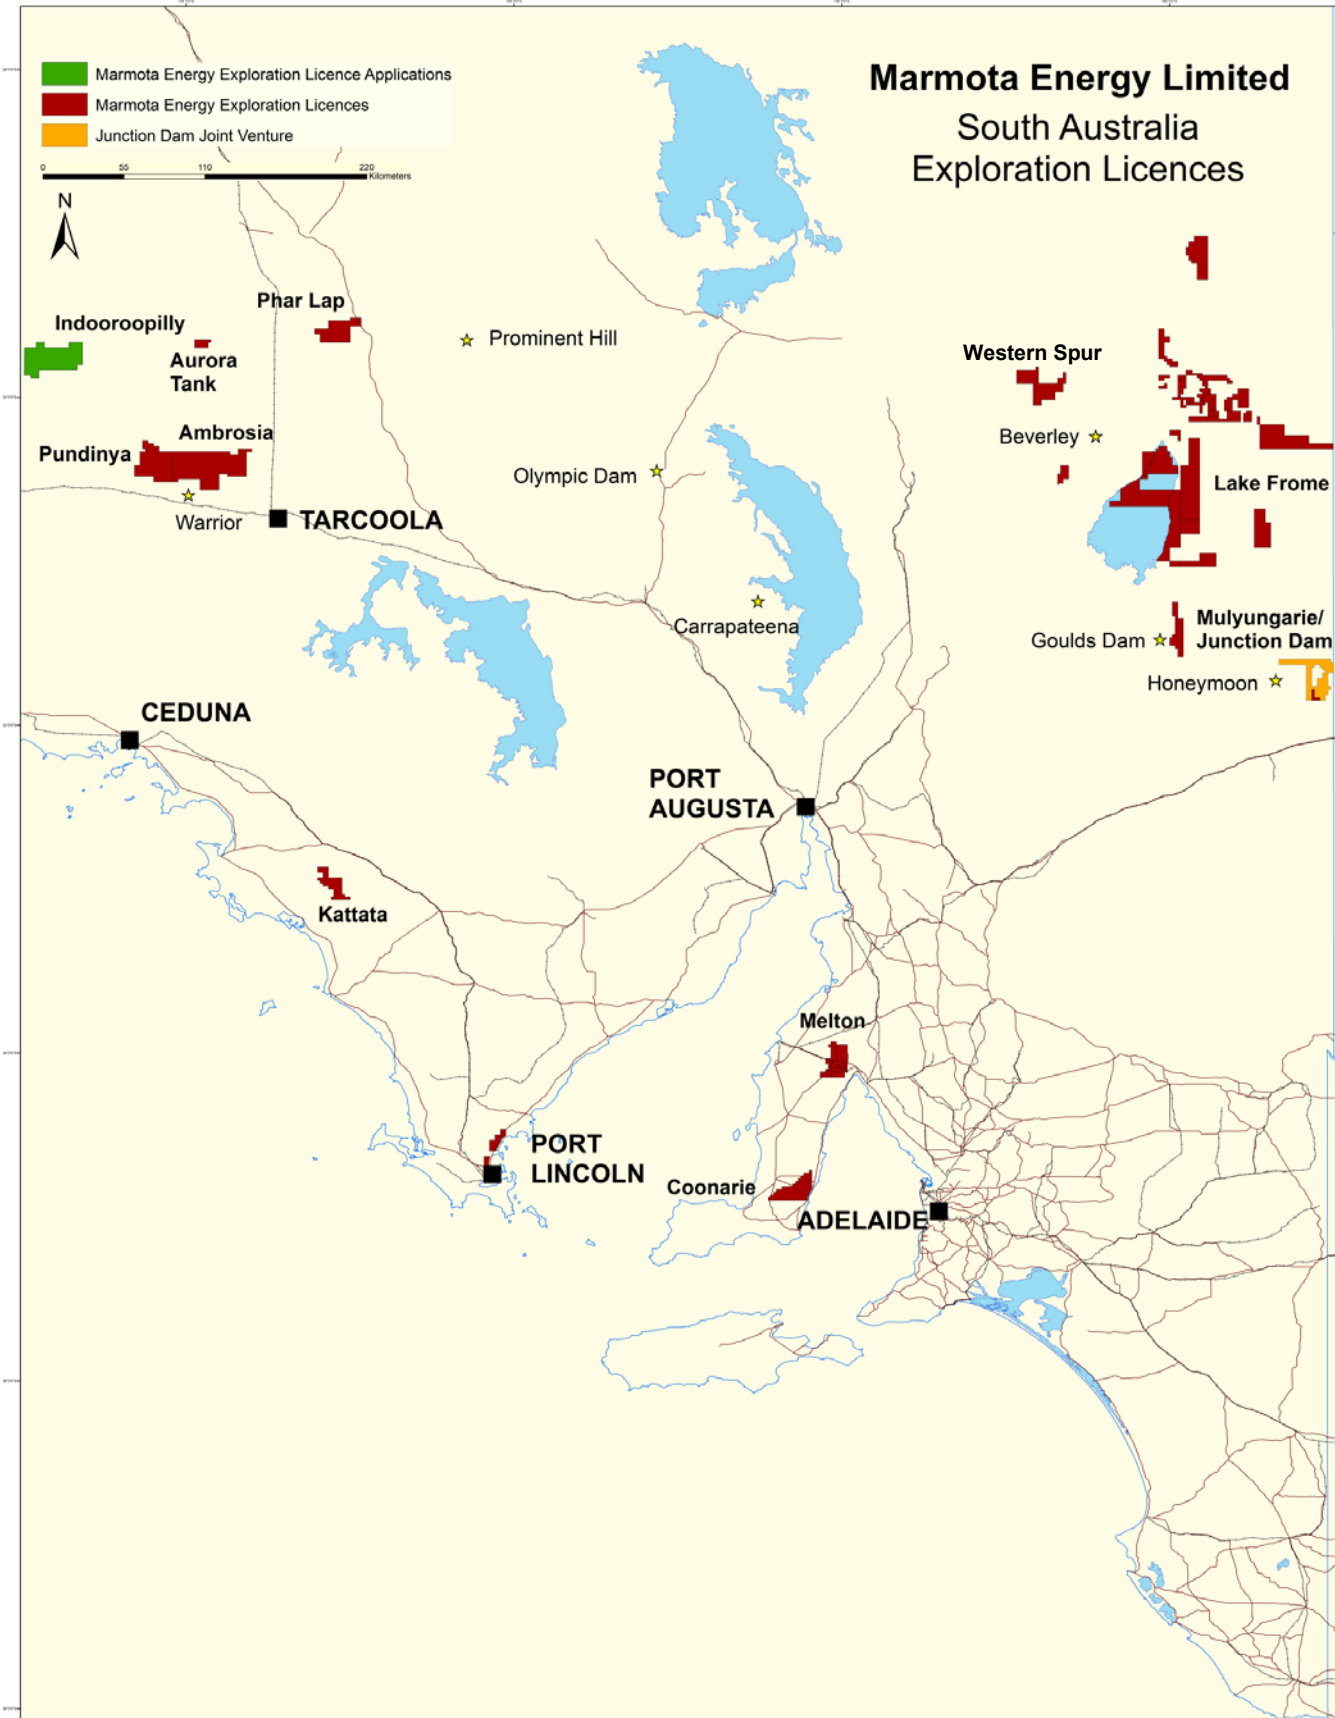 Marmota Energy Exploration Licence Applications
Marmota Energy Exploration Licences
Junction Dam Joint Venture
0 55 110 220
Kilometers
N
Marmota Energy Limited
South Australia
Exploration Licences
Phar Lap
Indooroopilly
Aurora
Tank
Prominent Hill
Western Spur
Ambrosia
Pundinya
Beverley
Olympic Dam
Lake Frome
Warrior
TARCOOLA
Carrapateena
Mulyungarie/
Junction Dam
Goulds Dam
Honeymoon
CEDUNA
PORT
AUGUSTA
Kattata
Melton
PORT
LINCOLN
Coonarie
ADELAIDE